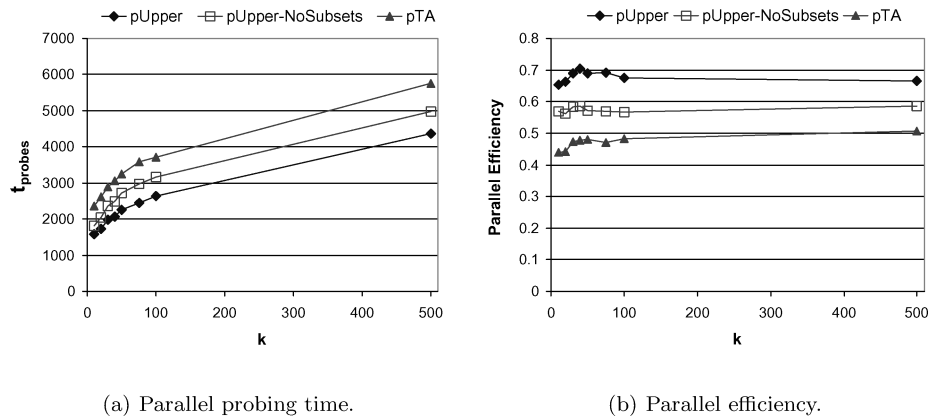 pUpper pUpper-NoSubsets pTA
7000
6000
5000
4000
3000
2000
1000
0
t probes
0 100 200 300 400 500
k
(a) Parallel probing time.
pUpper pUpper-NoSubsets pTA
0.8
0.7
0.6
0.5
0.4
0.3
0.2
0.1
0
Parallel Efficiency
0 100 200 300 400 500
k
(b) Parallel efficiency.